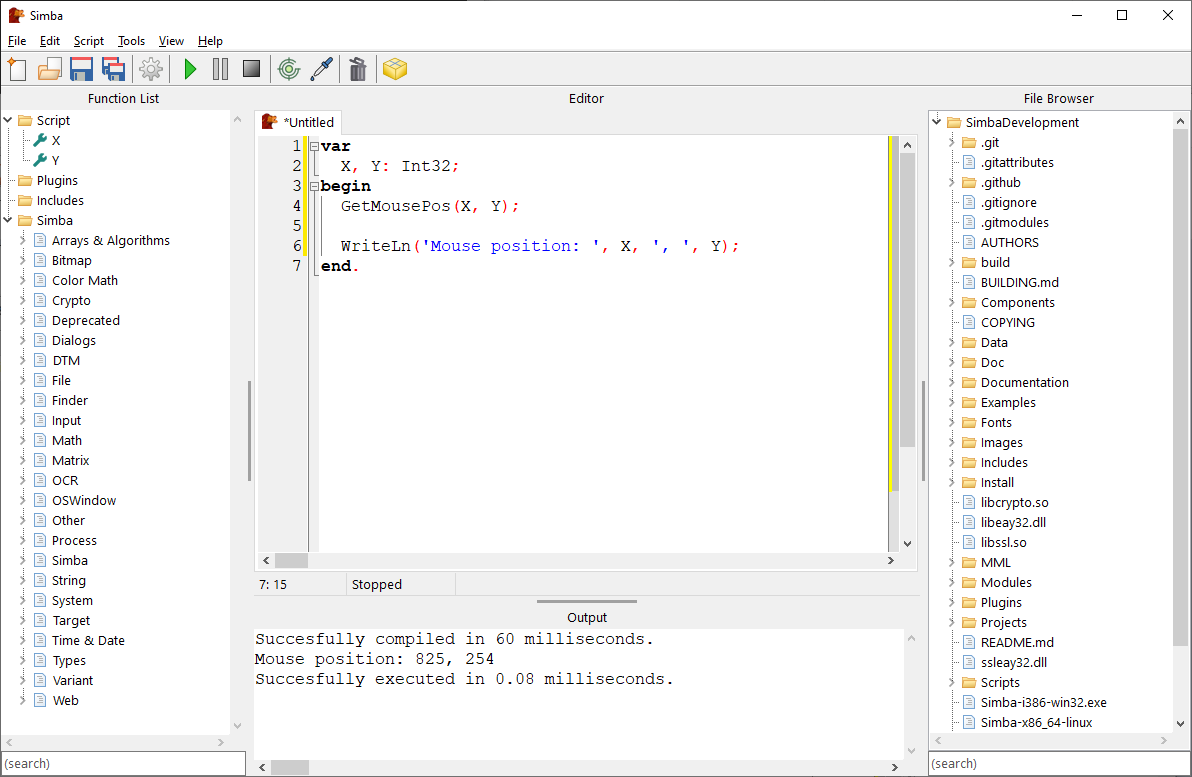 Simba
File Edit Script Tools View Help
Function List
Script
X
Y
Plugins
Includes
Simba
Arrays & Algorithms
Bitmap
Color Math
Crypto
Deprecated
Dialogs
DTM
File
Finder
Input
Math
Matrix
OCR
OSWindow
Other
Process
Simba
String
System
Target
Time & Date
Types
Variant
Web
(search)
Editor
*Untitled
1 var
2 X, Y: Int32;
3 begin
4 GetMousePos(X, Y);
5
6 WriteLn('Mouse position: ', X, ', ', Y);
7 end.
7: 15 Stopped
Output
Succesfully compiled in 60 milliseconds.
Mouse position: 825, 254
Succesfully executed in 0.08 milliseconds.
File Browser
SimbaDevelopment
.git
.gitattributes
.github
.gitignore
.gitmodules
AUTHORS
build
BUILDING.md
Components
COPYING
Data
Doc
Documentation
Examples
Fonts
Images
Includes
Install
libcrypto.so
libeay32.dll
libssl.so
MML
Modules
Plugins
Projects
README.md
ssleay32.dll
Scripts
Simba-i386-win32.exe
Simba-x86_64-linux
(search)